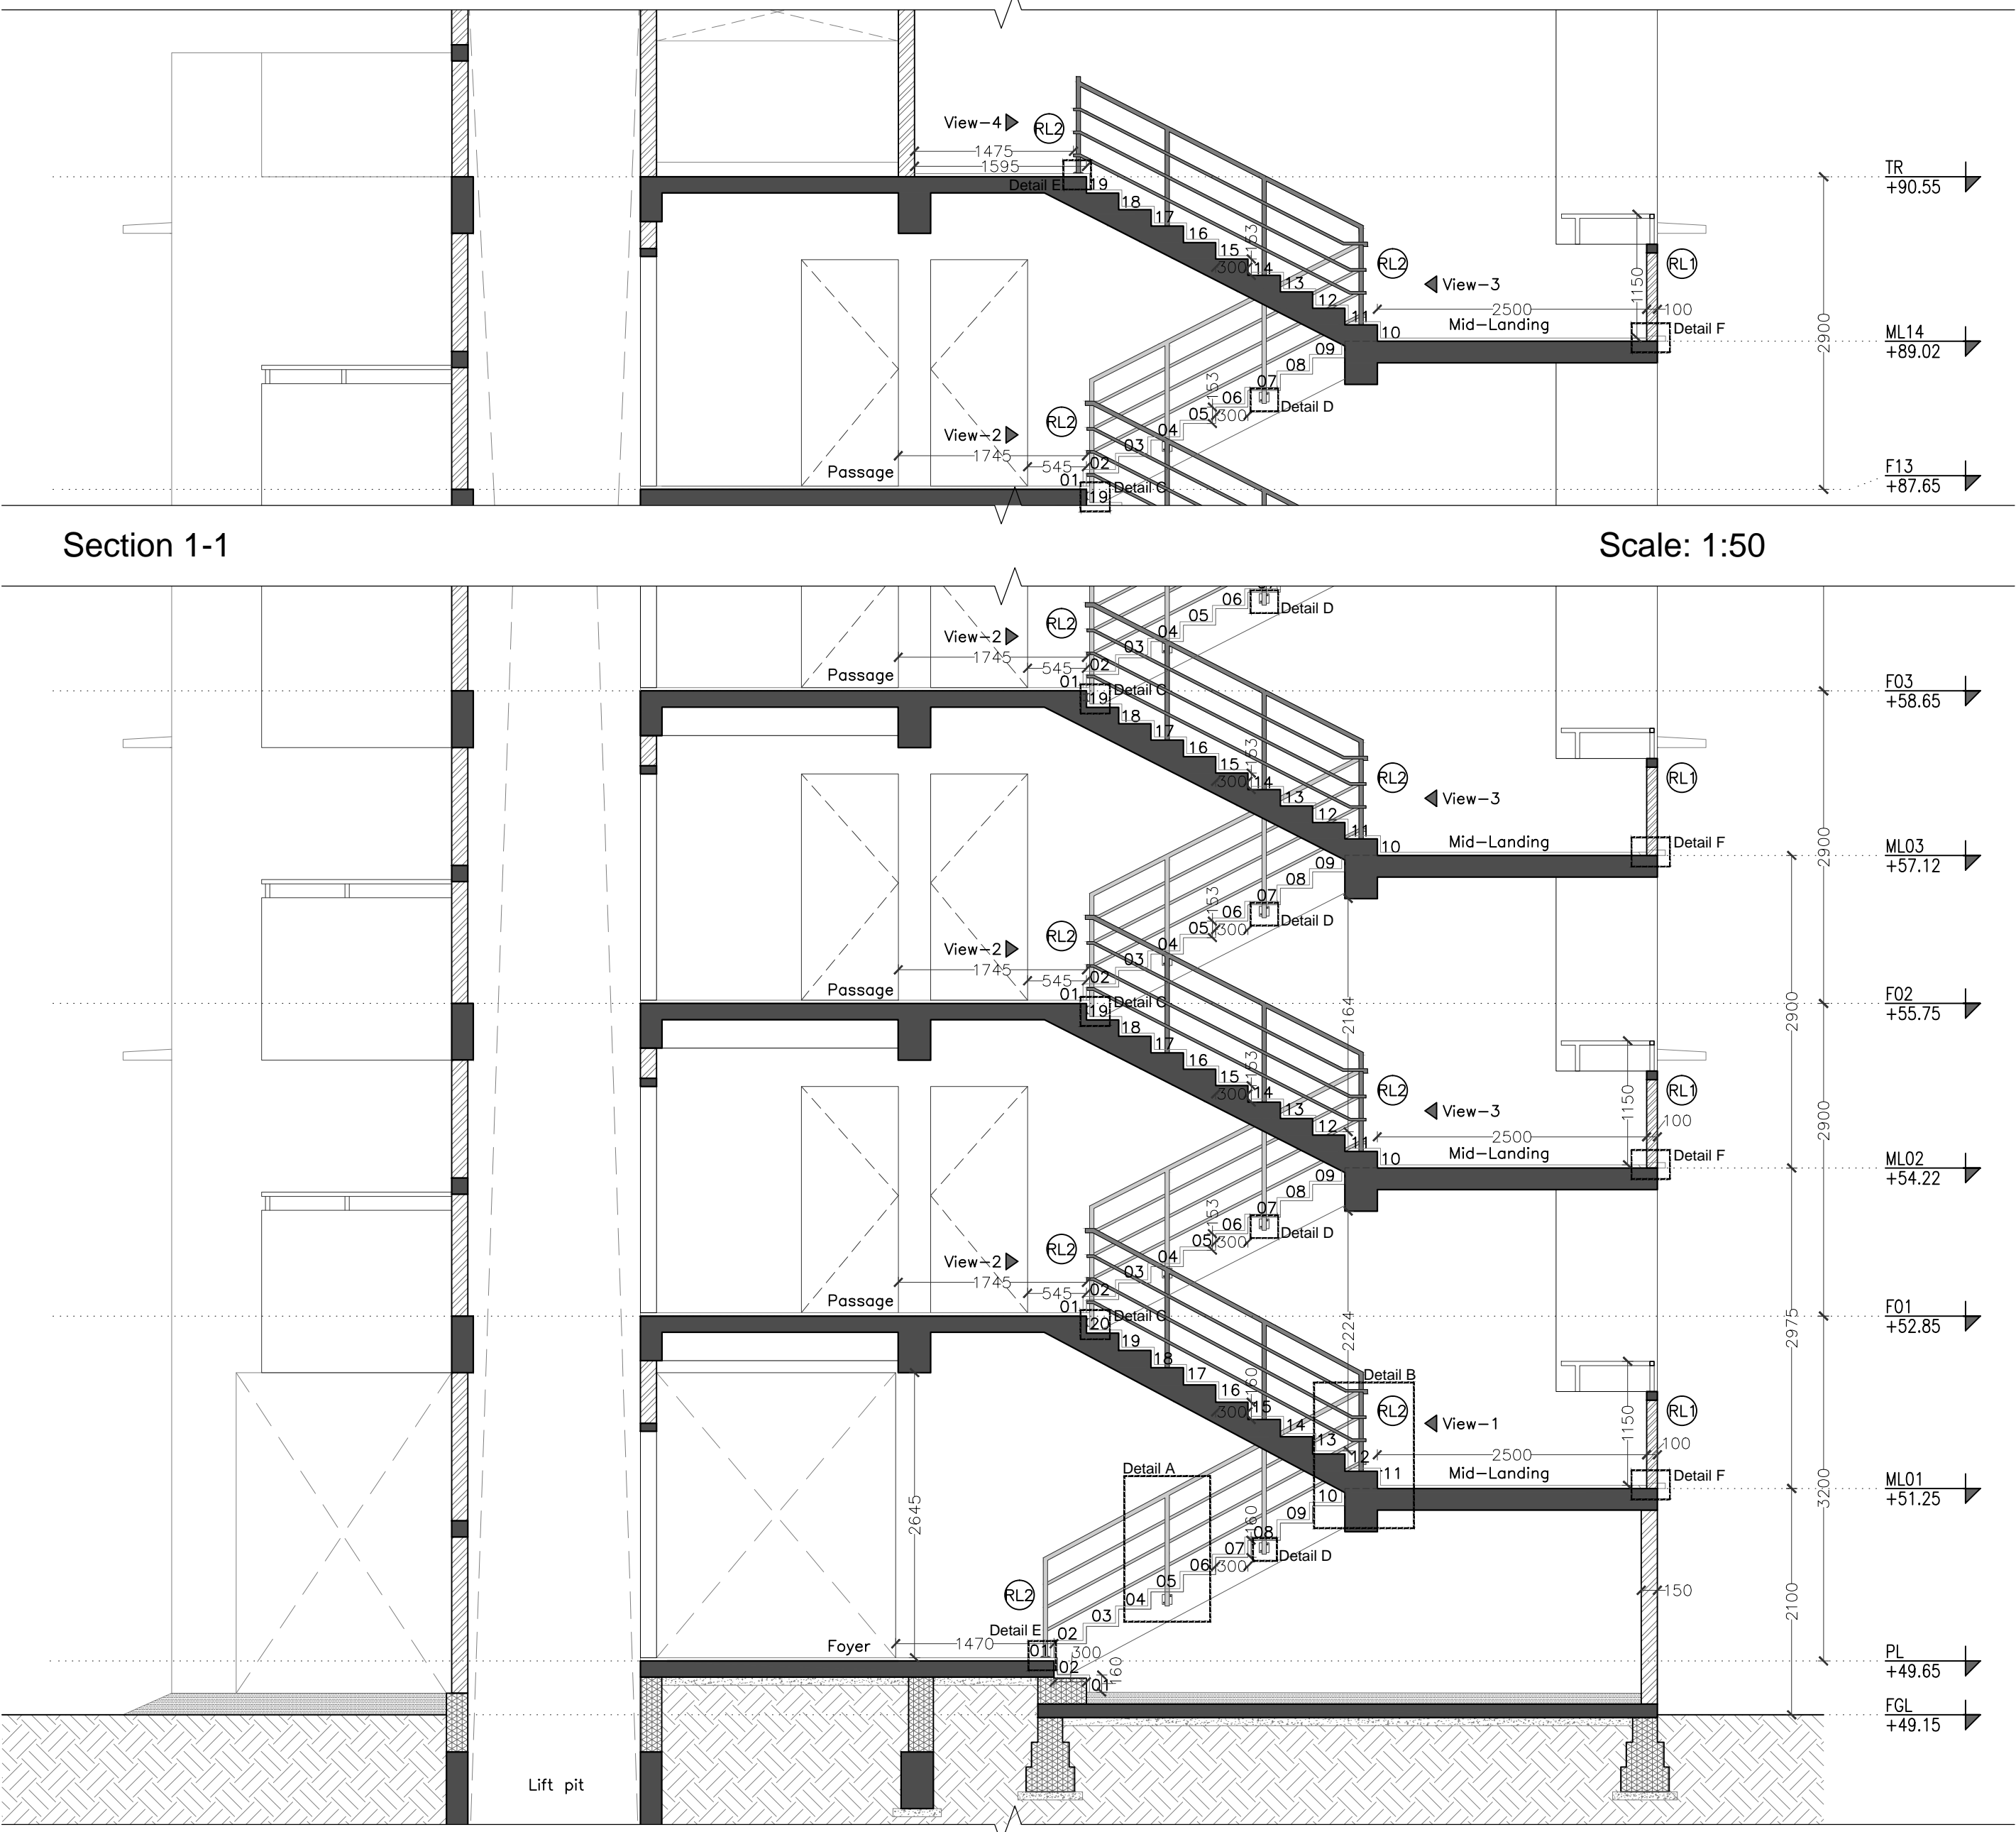 View-4
RL2
1475
1595
Detail E
19
18
17
16
15
14
13
12
11
10
153
300
RL2
View-3
2500
100
Mid-Landing
1150
RL1
Detail F
TR
+90.55
2900
ML14
+89.02
09
08
07
06
05
04
03
02
01
153
300
Detail D
RL2
View-2
1745
545
Passage
Detail C
19
F13
+87.65
Section 1-1
Scale: 1:50
06
05
04
03
02
01
Detail D
RL2
View-2
1745
545
Passage
Detail C
F03
+58.65
19
18
17
16
15
14
13
12
11
10
153
300
RL2
View-3
Mid-Landing
RL1
Detail F
2900
ML03
+57.12
09
08
07
06
05
04
03
02
01
153
300
Detail D
RL2
View-2
1745
545
Passage
Detail C
2164
2900
F02
+55.75
19
18
17
16
15
14
13
12
11
10
153
300
RL2
View-3
2500
100
Mid-Landing
1150
RL1
Detail F
2900
ML02
+54.22
09
08
07
06
05
04
03
02
01
153
300
Detail D
RL2
View-2
1745
545
Passage
Detail C
2224
2975
F01
+52.85
20
19
18
17
16
15
14
13
12
11
160
300
Detail B
RL2
View-1
2500
100
Mid-Landing
1150
RL1
Detail F
3200
ML01
+51.25
Detail A
10
09
08
07
06
05
04
03
02
01
160
300
Detail D
2645
RL2
Detail E
Foyer
1470
300
02
01
160
150
2100
PL
+49.65
FGL
+49.15
Lift pit